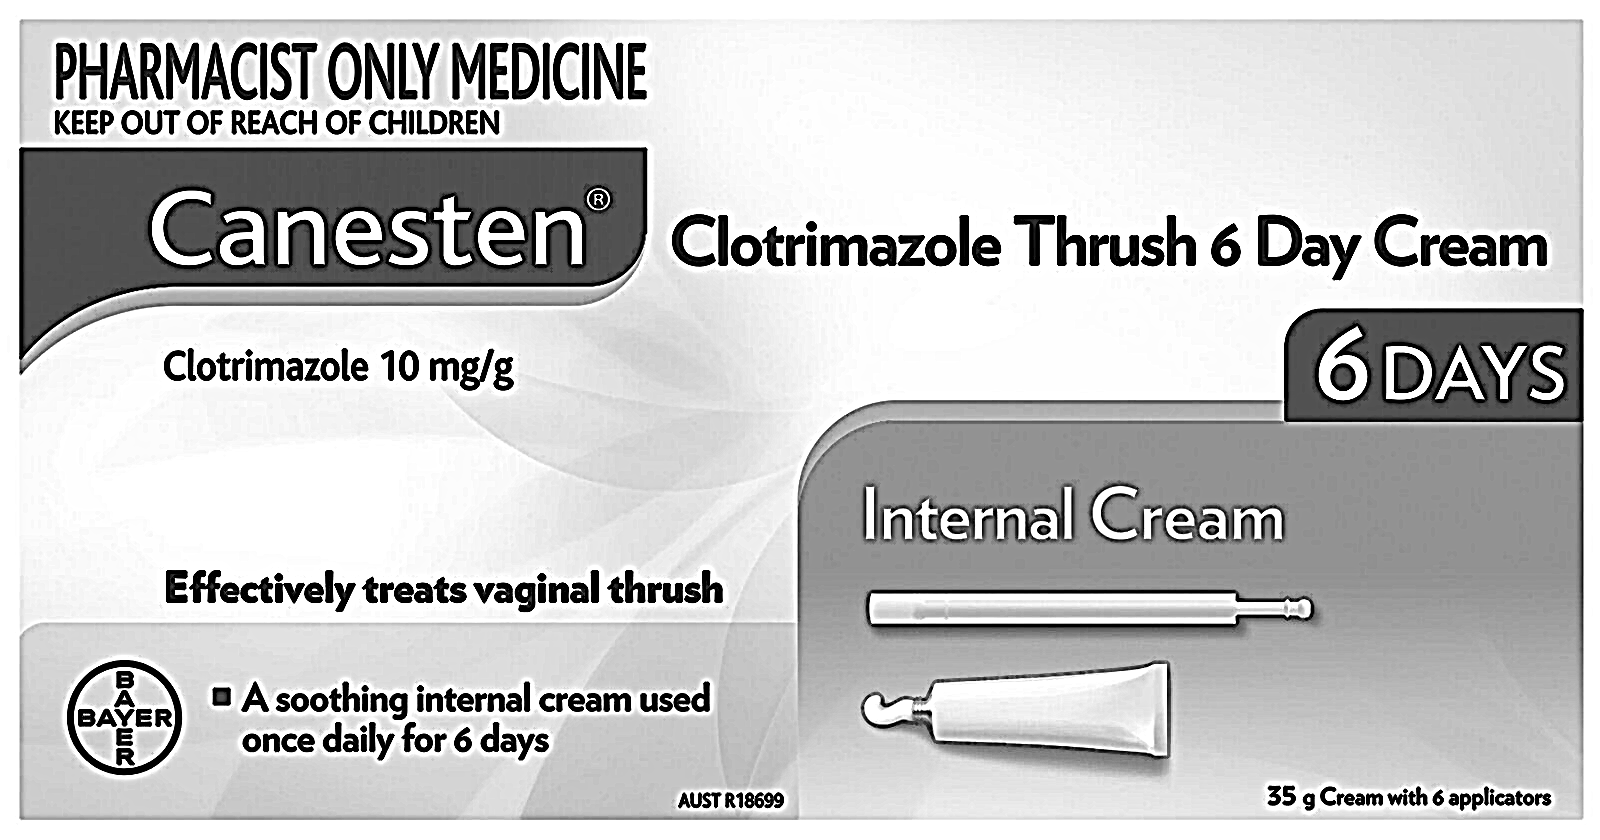 PHARMACIST ONLY MEDICINE
KEEP OUT OF REACH OF CHILDREN
Canesten®
Clotrimazole Thrush 6 Day Cream
Clotrimazole 10 mg/g
6 DAYS
Internal Cream
Effectively treats vaginal thrush
BAYER
BAYER
A soothing internal cream used
once daily for 6 days
AUST R18699
35 g Cream with 6 applicators